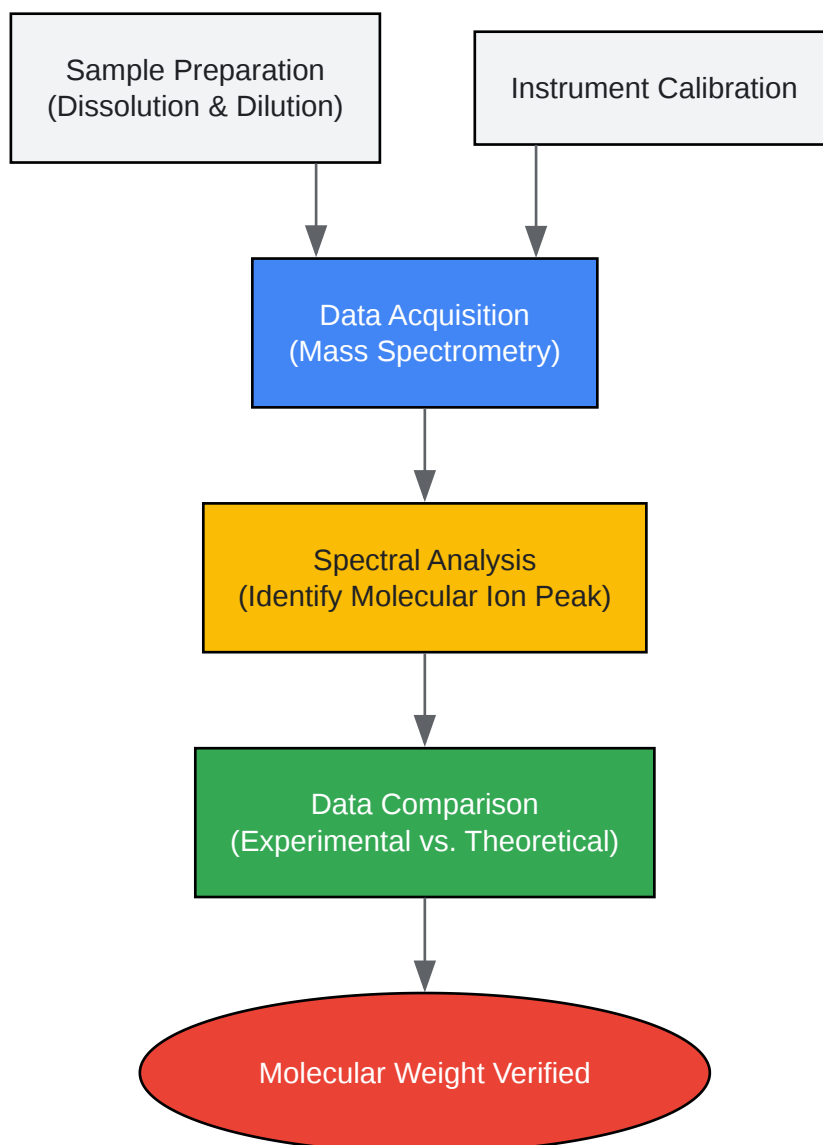 Sample Preparation
(Dissolution & Dilution)
Instrument Calibration
Data Acquisition
(Mass Spectrometry)
Spectral Analysis
(Identify Molecular Ion Peak)
Data Comparison
(Experimental vs. Theoretical)
Molecular Weight Verified